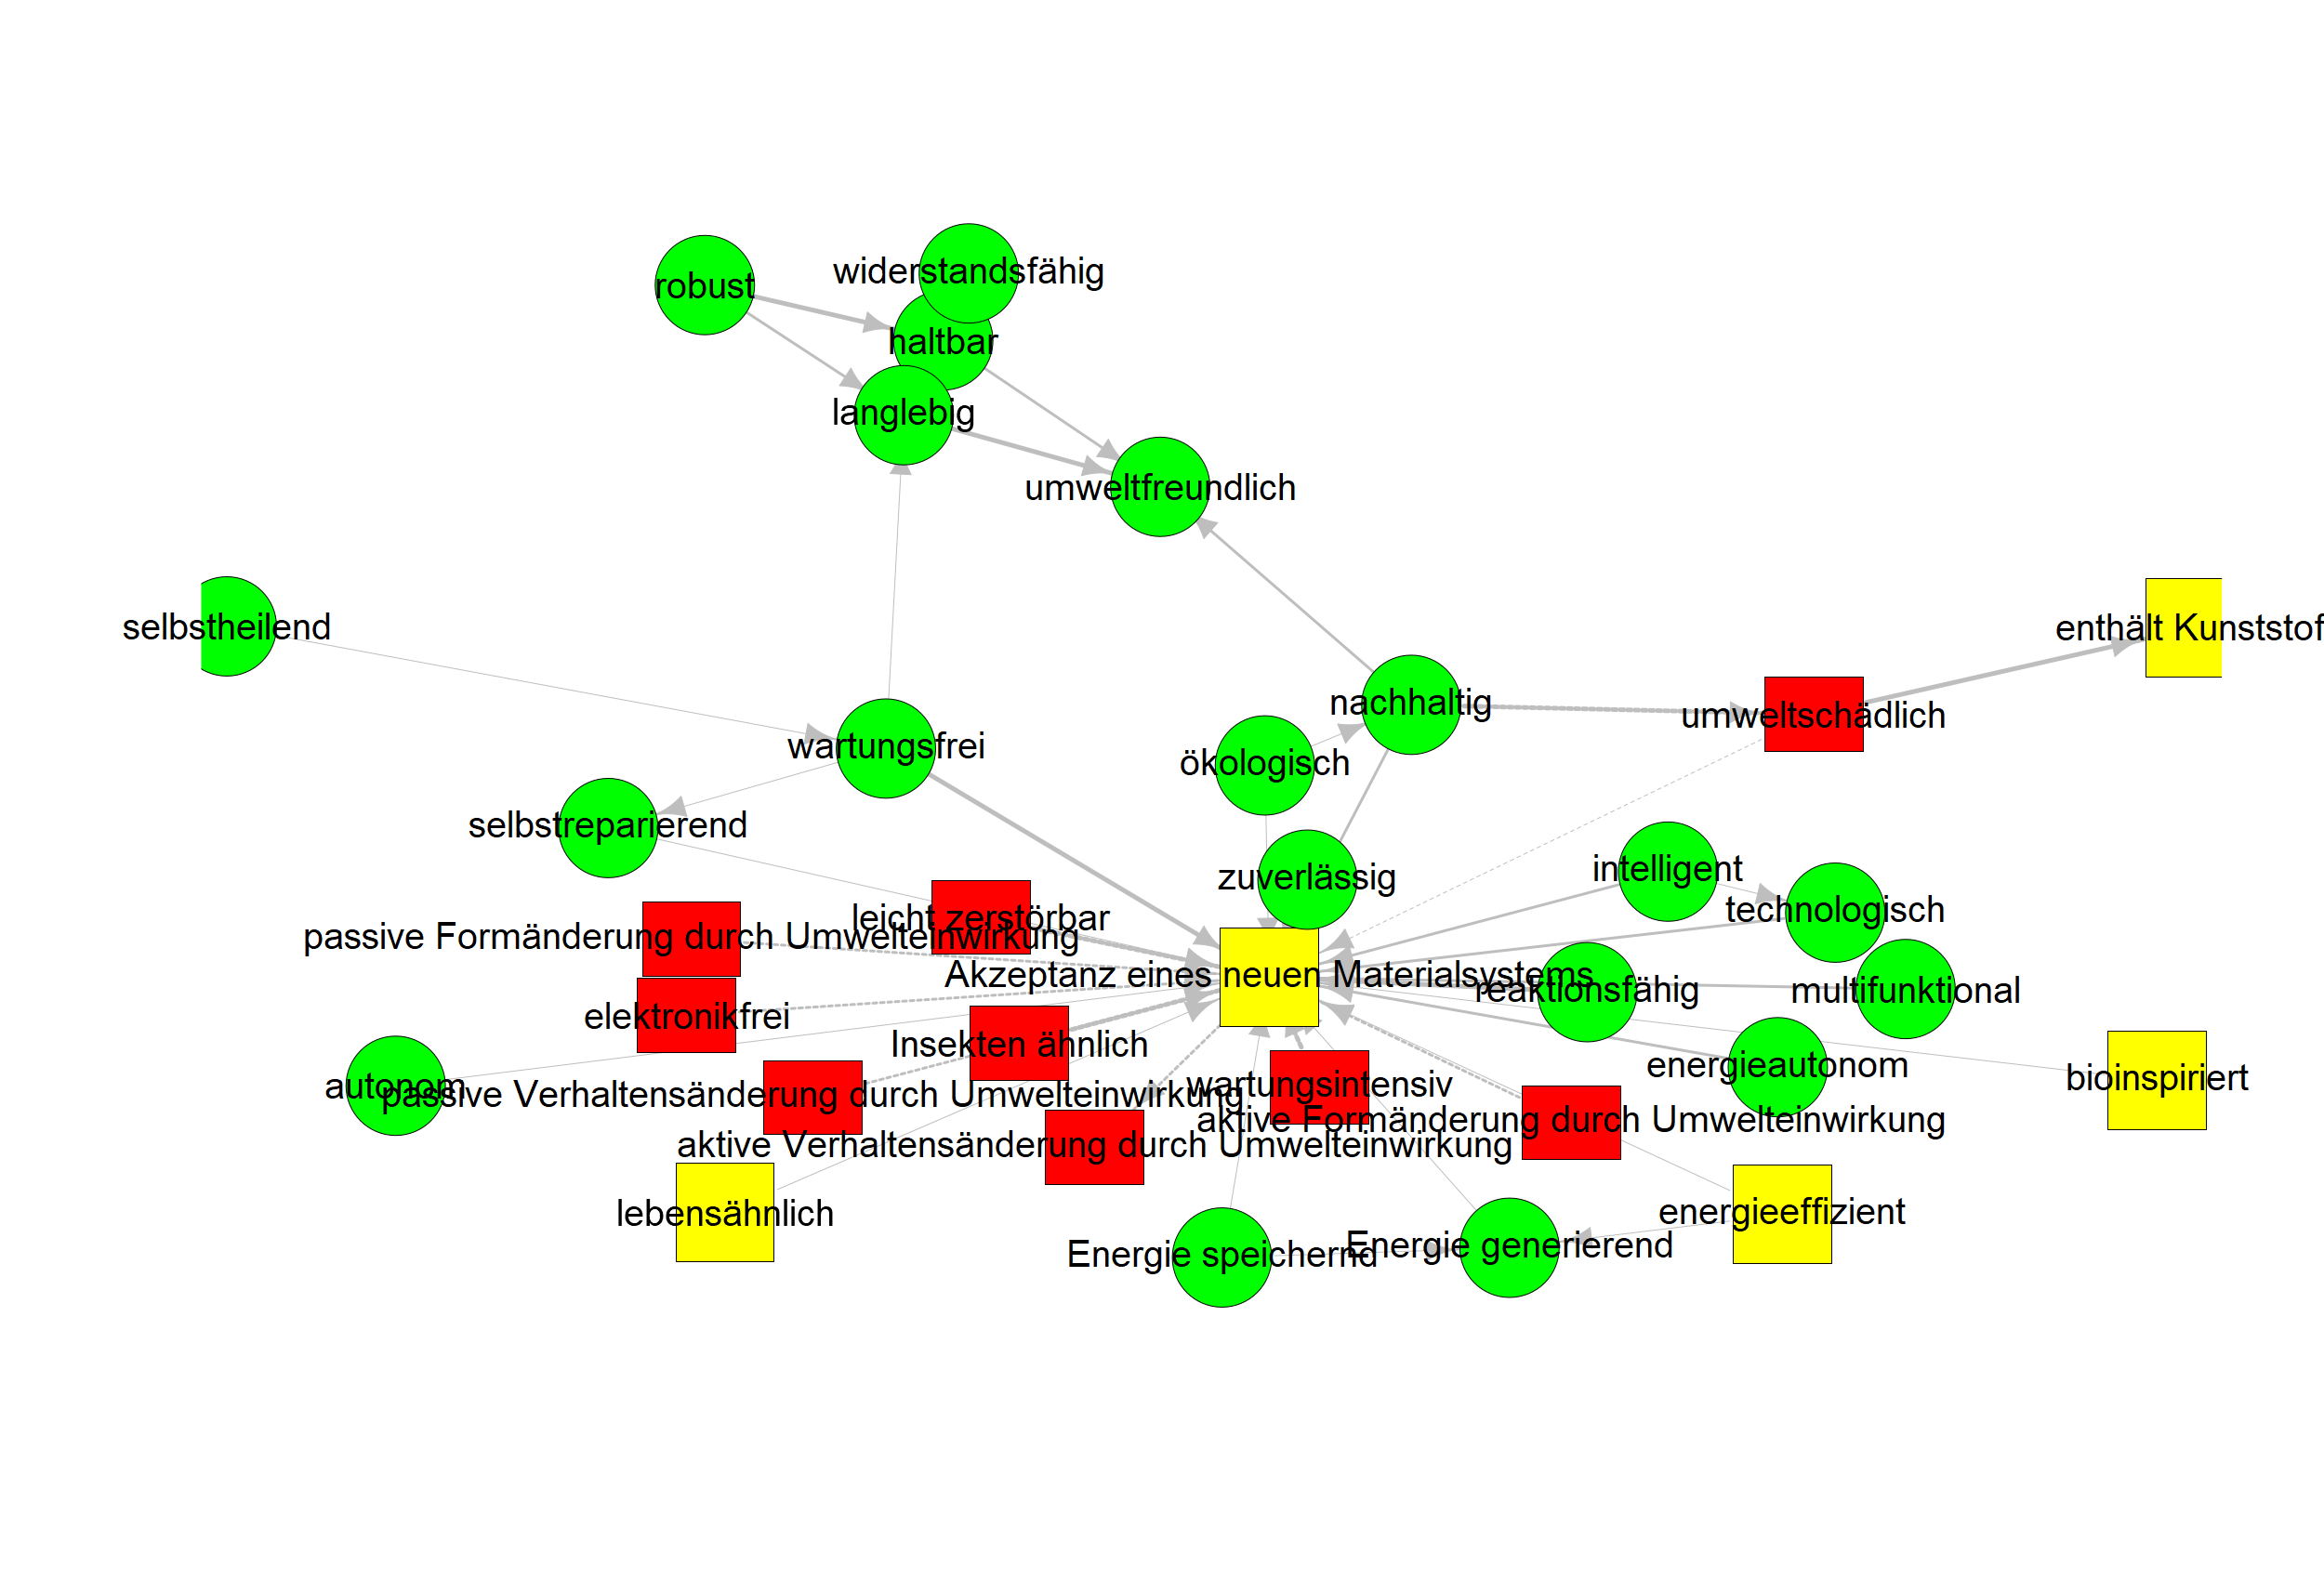 widerstandsfähig
robust
haltbar
langlebig
umweltfreundlich
selbstheilend
enthält Kunststof
nachhaltig
umweltschädlich
wartungsfrei
ökologisch
selbstreparierend
intelligent
zuverlässig
technologisch
leicht zerstörbar
passive Formänderung durch Umwelteinwirkung
Akzeptanz eines neuen Materialsystems
reaktionsfähig
multifunktional
elektronikfrei
Insekten ähnlich
energieautonom
bioinspiriert
autonom
wartungsintensiv
passive Verhaltensänderung durch Umwelteinwirkung
aktive Formänderung durch Umwelteinwirkung
aktive Verhaltensänderung durch Umwelteinwirkung
lebensähnlich
energieeffizient
Energie speichernd
Energie generierend